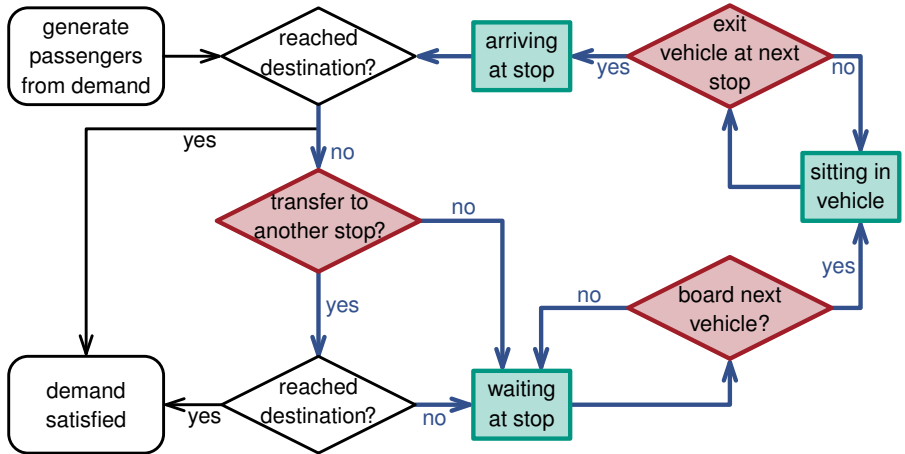 generate
passengers
from demand
reached
destination?
arriving
at stop
yes
exit
vehicle at next
stop
no
yes
no
sitting in
vehicle
transfer to
another stop?
no
yes
board next
vehicle?
no
yes
demand
satisfied
yes
reached
destination?
no
waiting
at stop